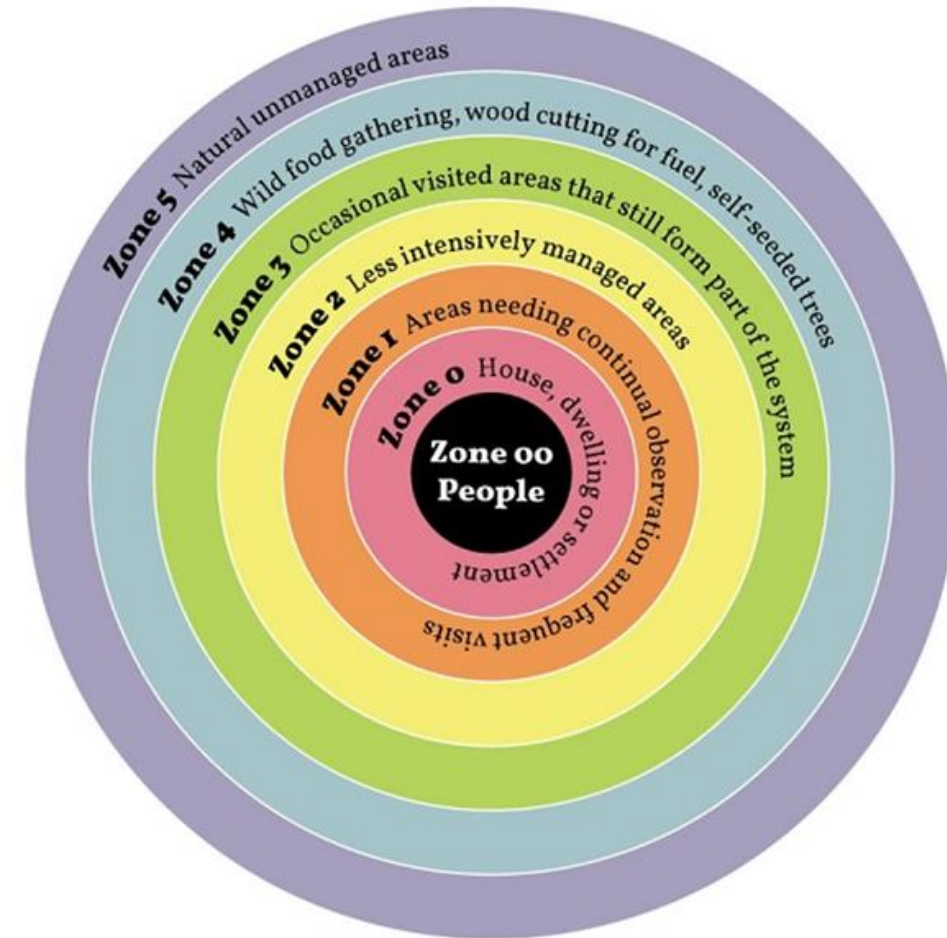 Zone 5 Natural unmanaged areas
Zone 4 Wild food gathering, wood cutting for fuel, self-seeded trees
Zone 3 Occasional visited areas that still form part of the system
Zone 2 Less intensively managed areas
Zone 1 Areas needing continual observation and frequent visits
Zone 0 House, dwelling or settlement
Zone 00
People